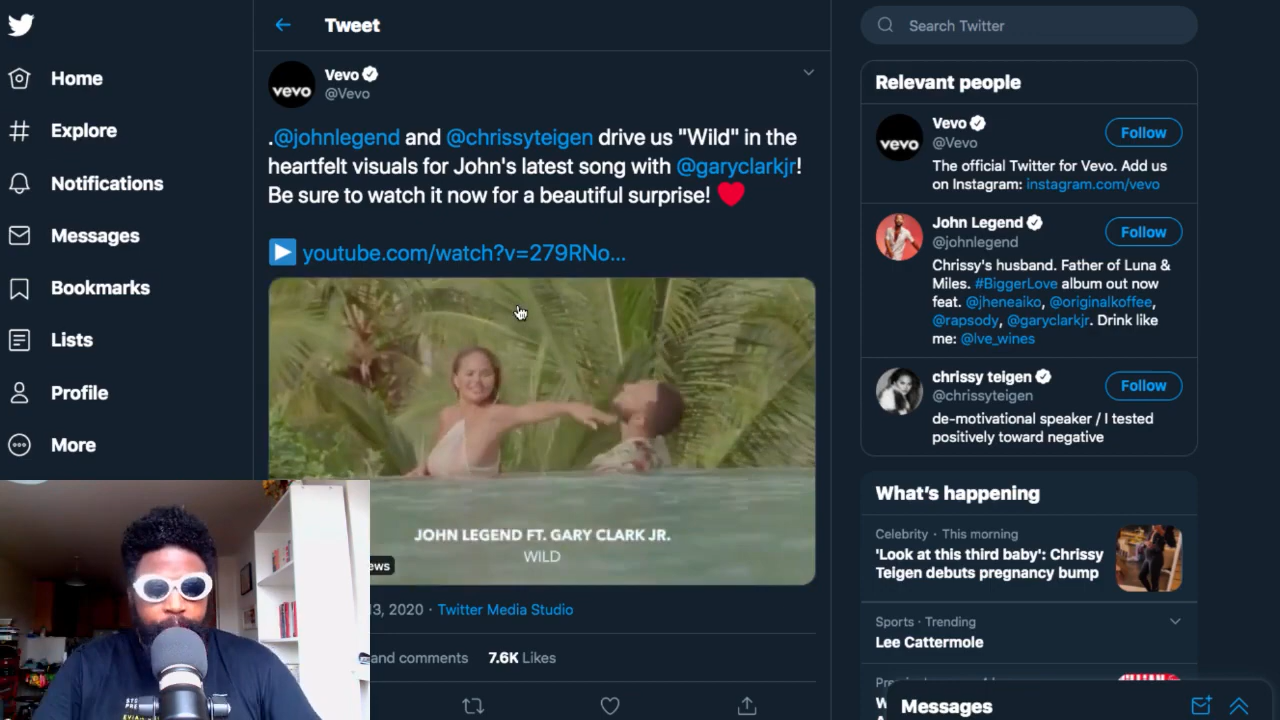 Home
Explore
Notifications
Messages
Bookmarks
Lists
Profile
More
Tweet
vevo
Vevo
@Vevo
.@johnlegend and @chrissyteigen drive us "Wild" in the
heartfelt visuals for John's latest song with @garyclarkjr!
Be sure to watch it now for a beautiful surprise!
youtube.com/watch?v=279RNo...
JOHN LEGEND FT. GARY CLARK JR.
WILD
ews
3, 2020 · Twitter Media Studio
and comments 7.6K Likes
Search Twitter
Relevant people
vevo
Vevo
@Vevo
Follow
The official Twitter for Vevo. Add us
on Instagram: instagram.com/vevo
John Legend
@johnlegend
Follow
Chrissy's husband. Father of Luna &
Miles. #BiggerLove album out now
feat. @jheneaiko, @originalkoffee,
@rapsody, @garyclarkjr. Drink like
me: @lve_wines
chrissy teigen
@chrissyteigen
Follow
de-motivational speaker / I tested
positively toward negative
What's happening
Celebrity · This morning
'Look at this third baby': Chrissy
Teigen debuts pregnancy bump
Sports · Trending
Lee Cattermole
Messages